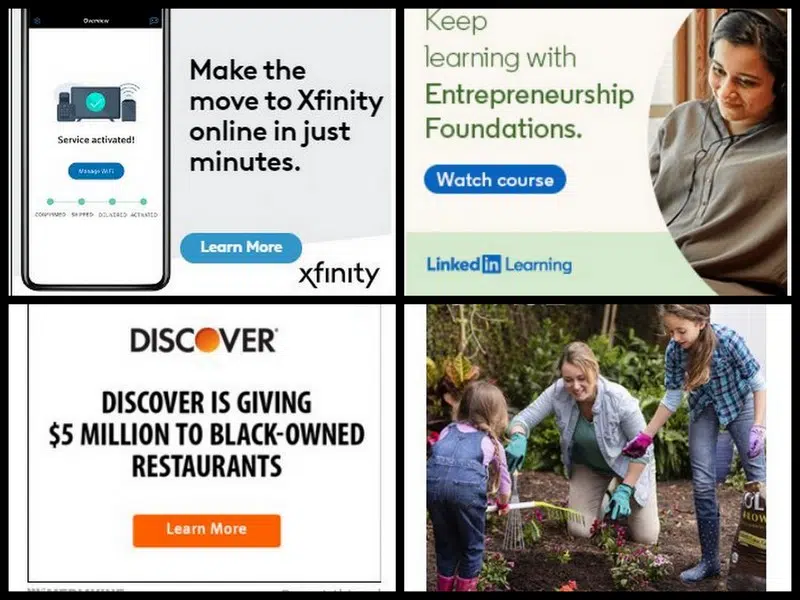 Overview
Service activated!
Manage WiFi
CONFIRMED SHIPPED DELIVERED ACTIVATED
Make the
move to Xfinity
online in just
minutes.
Learn More
xfinity
Keep
learning with
Entrepreneurship
Foundations.
Watch course
Linked in Learning
DISCOVER
DISCOVER IS GIVING
$5 MILLION TO BLACK-OWNED
RESTAURANTS
Learn More